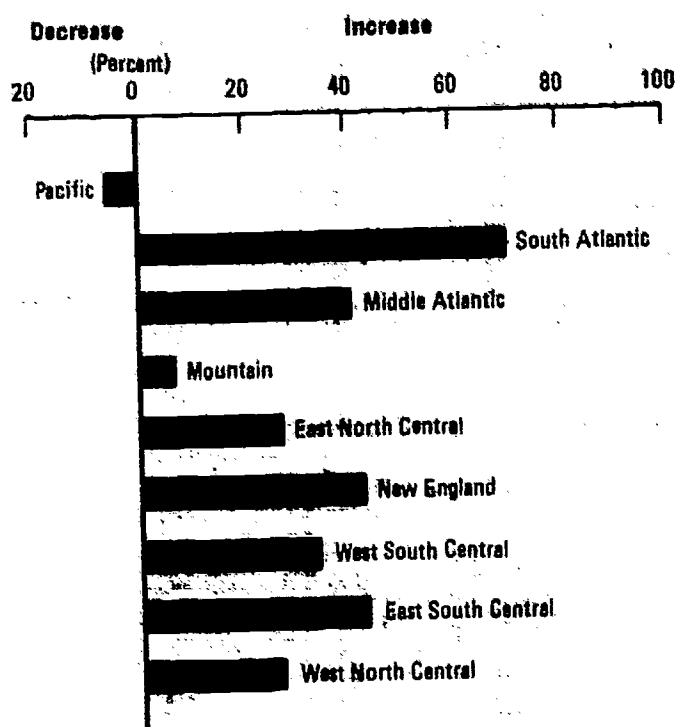 Decrease Increase
(Percent)
20 0 20 40 60 80 100
Pacific
South Atlantic
Middle Atlantic
Mountain
East North Central
New England
West South Central
East South Central
West North Central